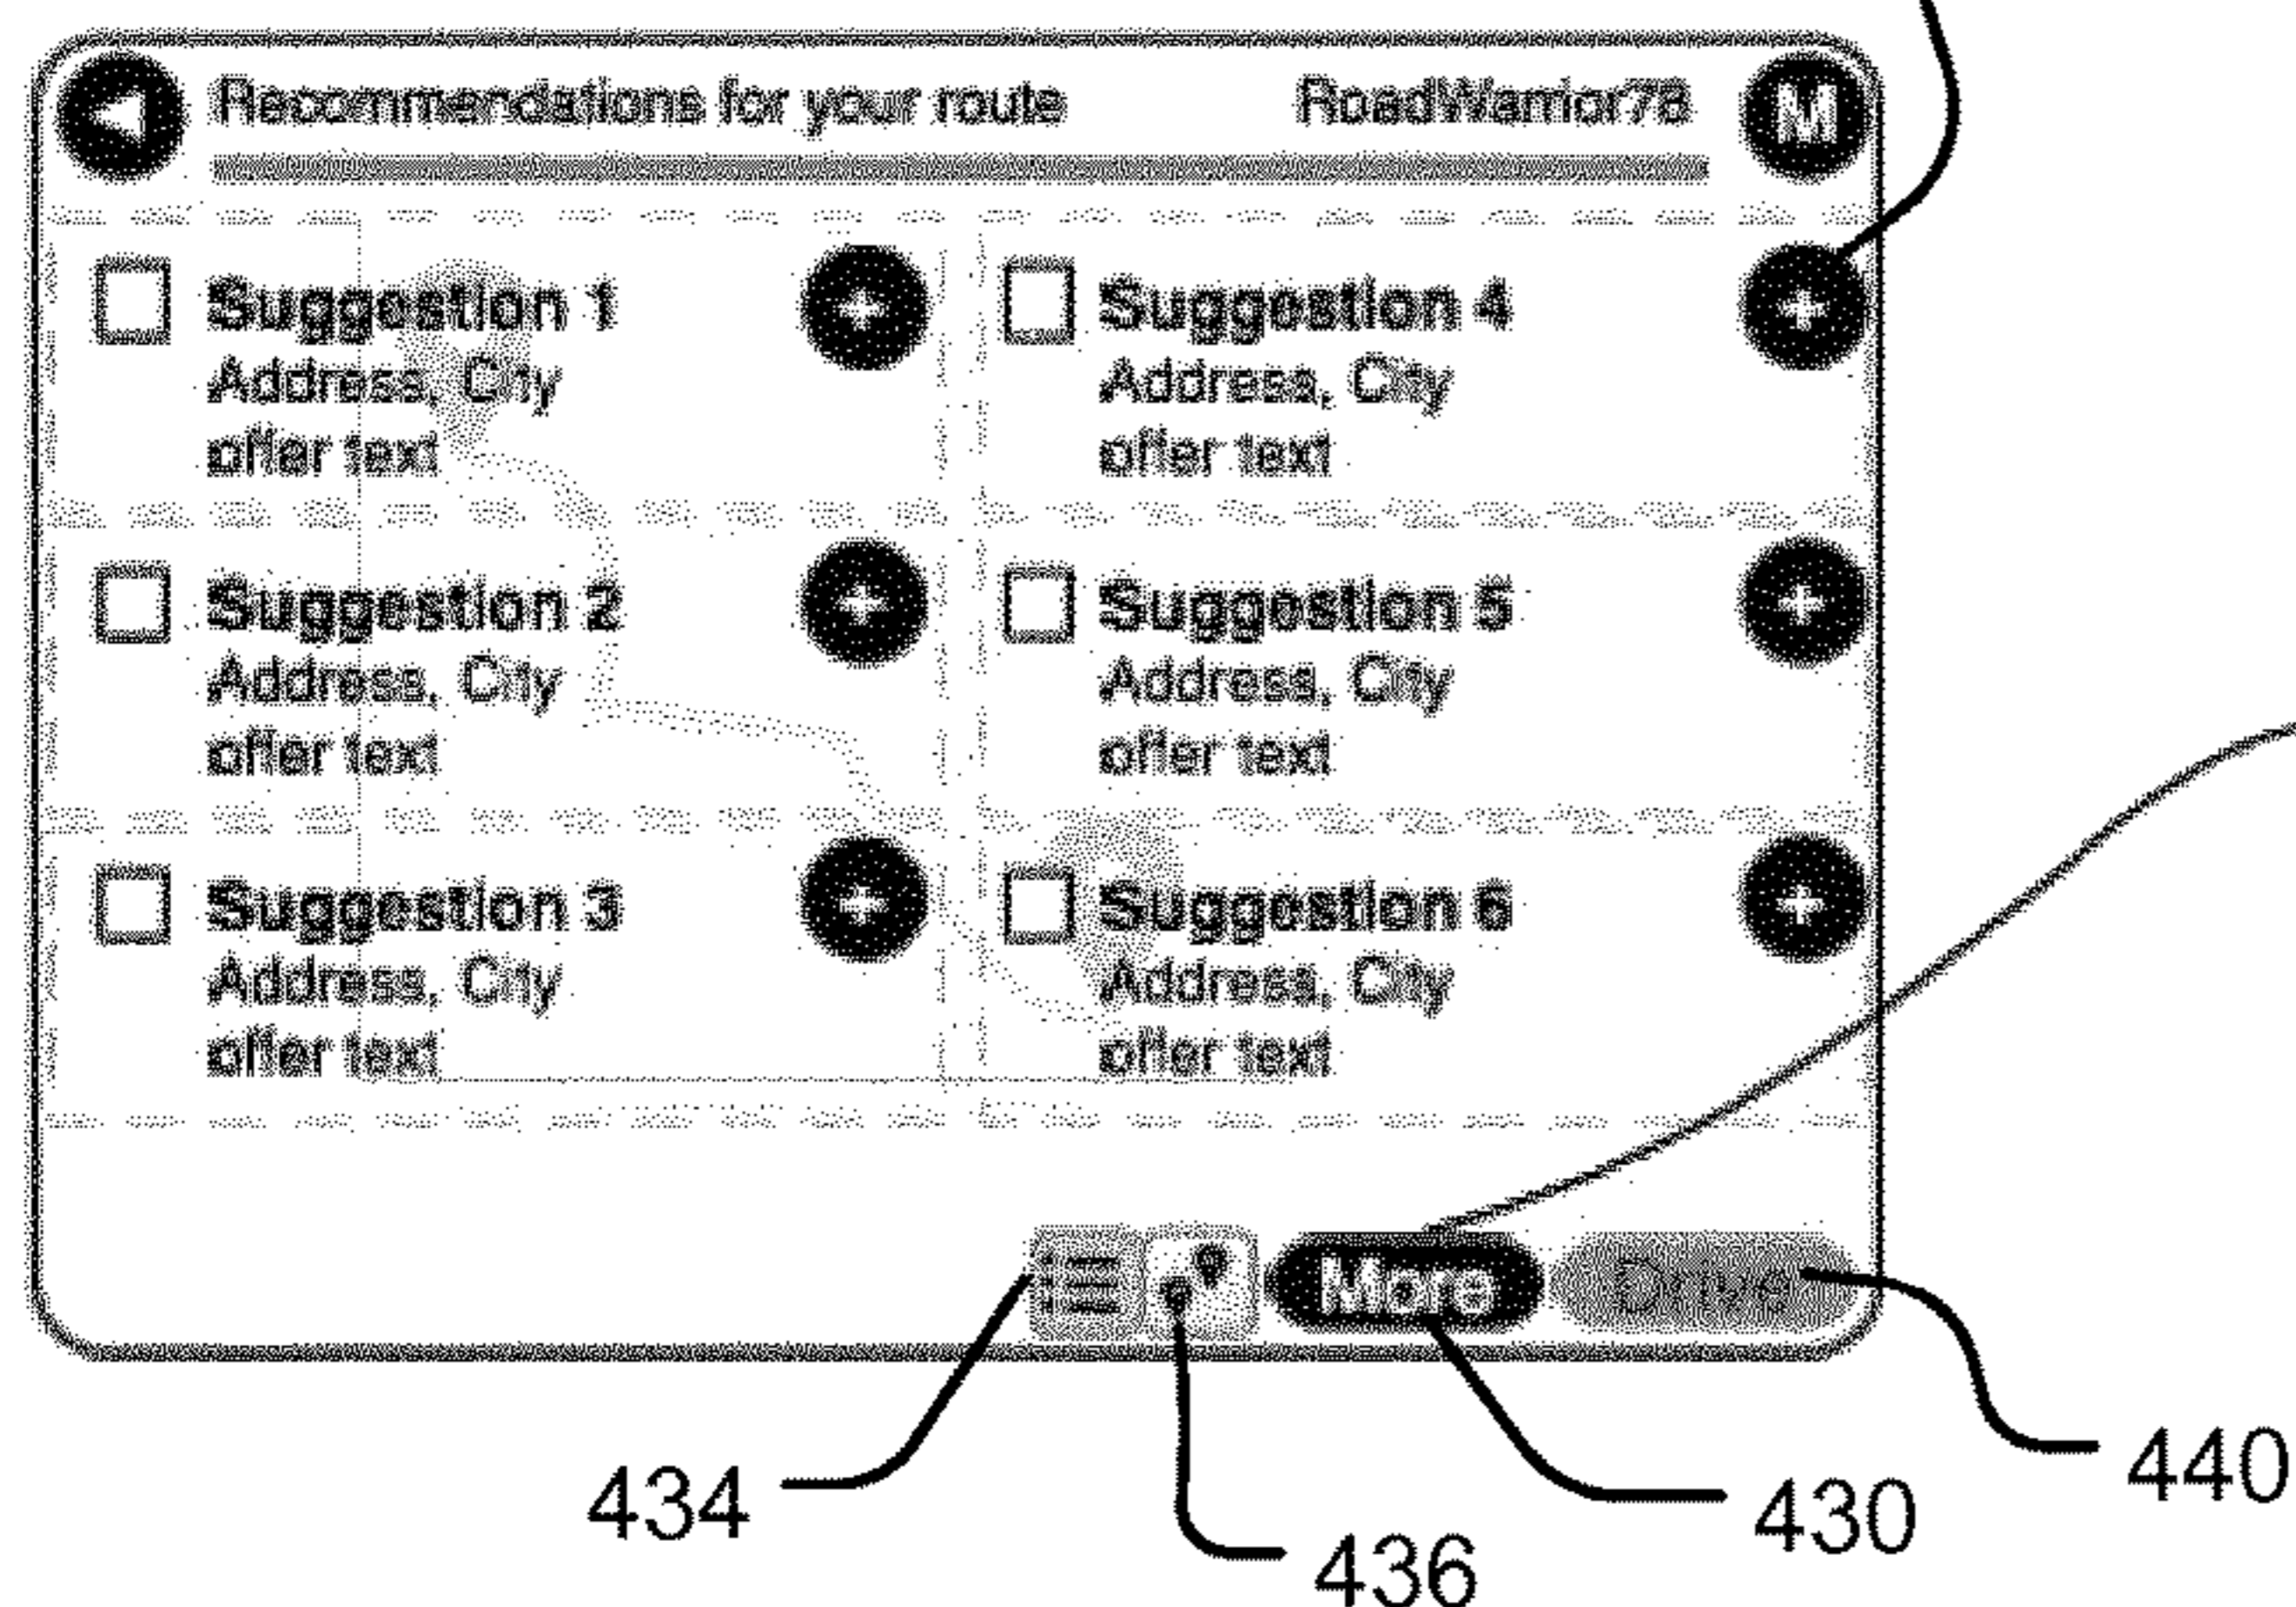 Recommendations for your route RoadWarrior78 M
Suggestion 1
Address, City
offer text
Suggestion 2
Address, City
offer text
Suggestion 3
Address, City
offer text
Suggestion 4
Address, City
offer text
Suggestion 5
Address, City
offer text
Suggestion 6
Address, City
offer text
More Drive
434
436
430
440